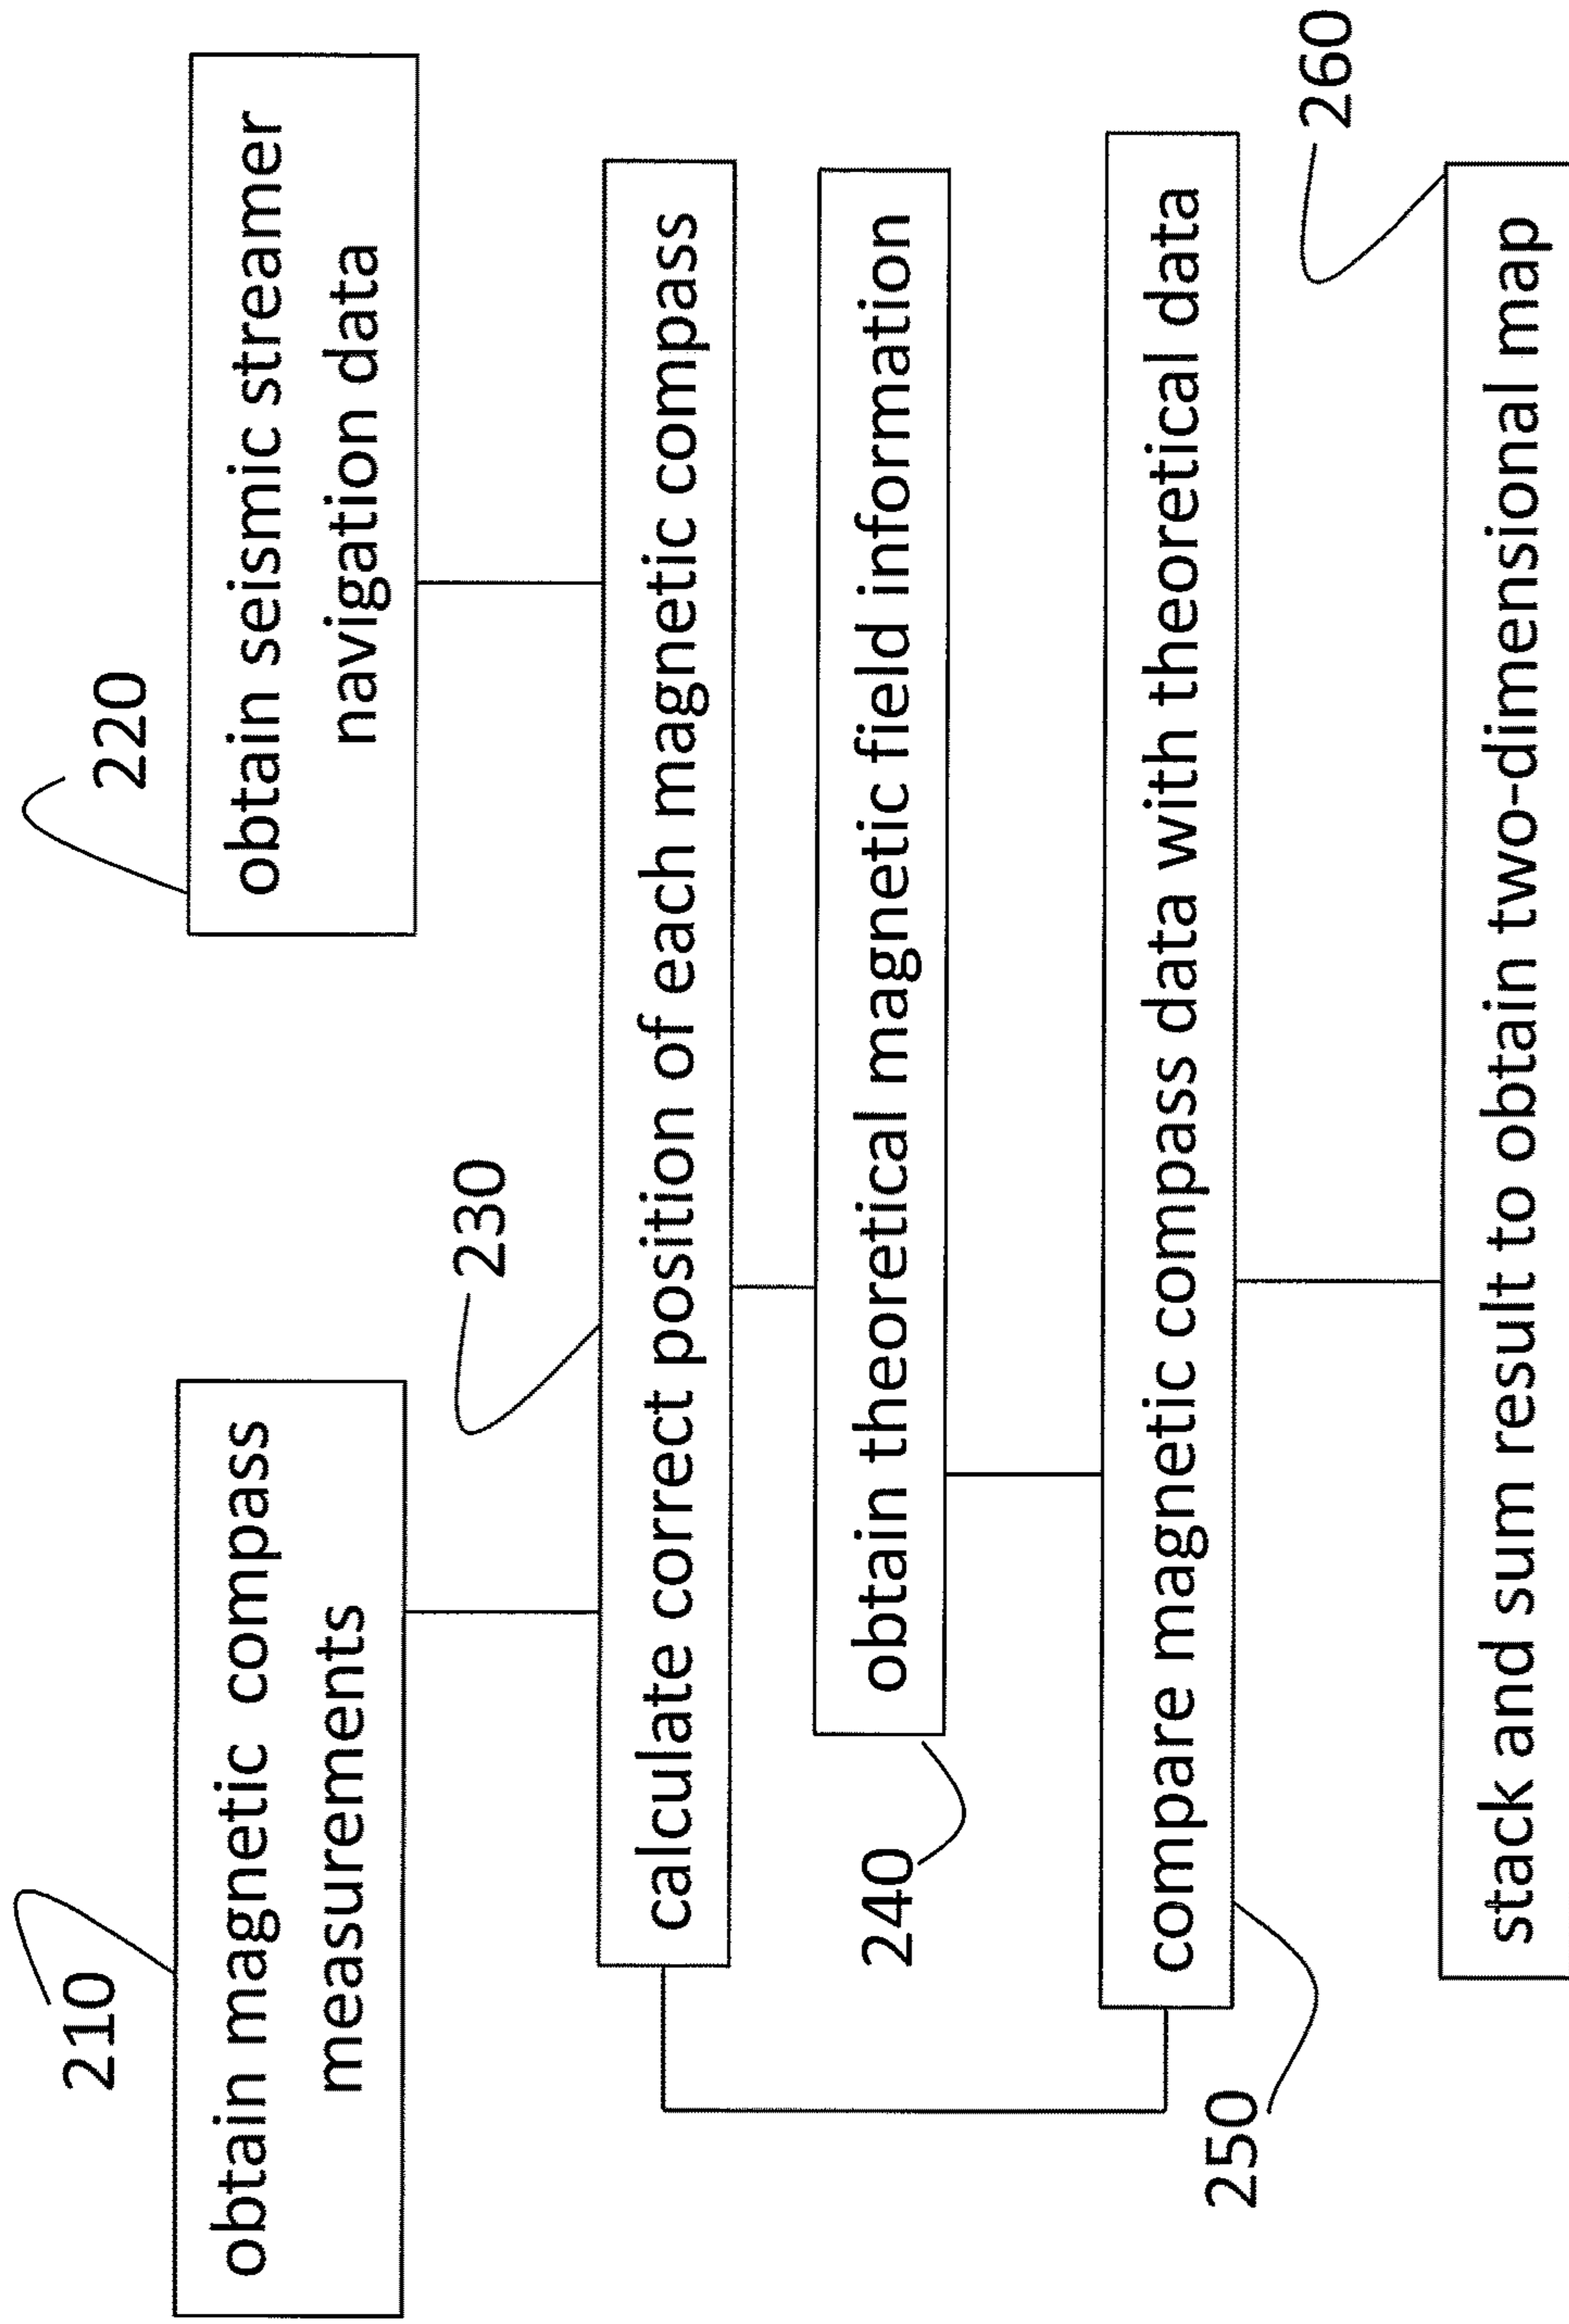 210
obtain magnetic compass
measurements
220
obtain seismic streamer
navigation data
230
calculate correct position of each magnetic compass
240
obtain theoretical magnetic field information
250
compare magnetic compass data with theoretical data
260
stack and sum result to obtain two-dimensional map